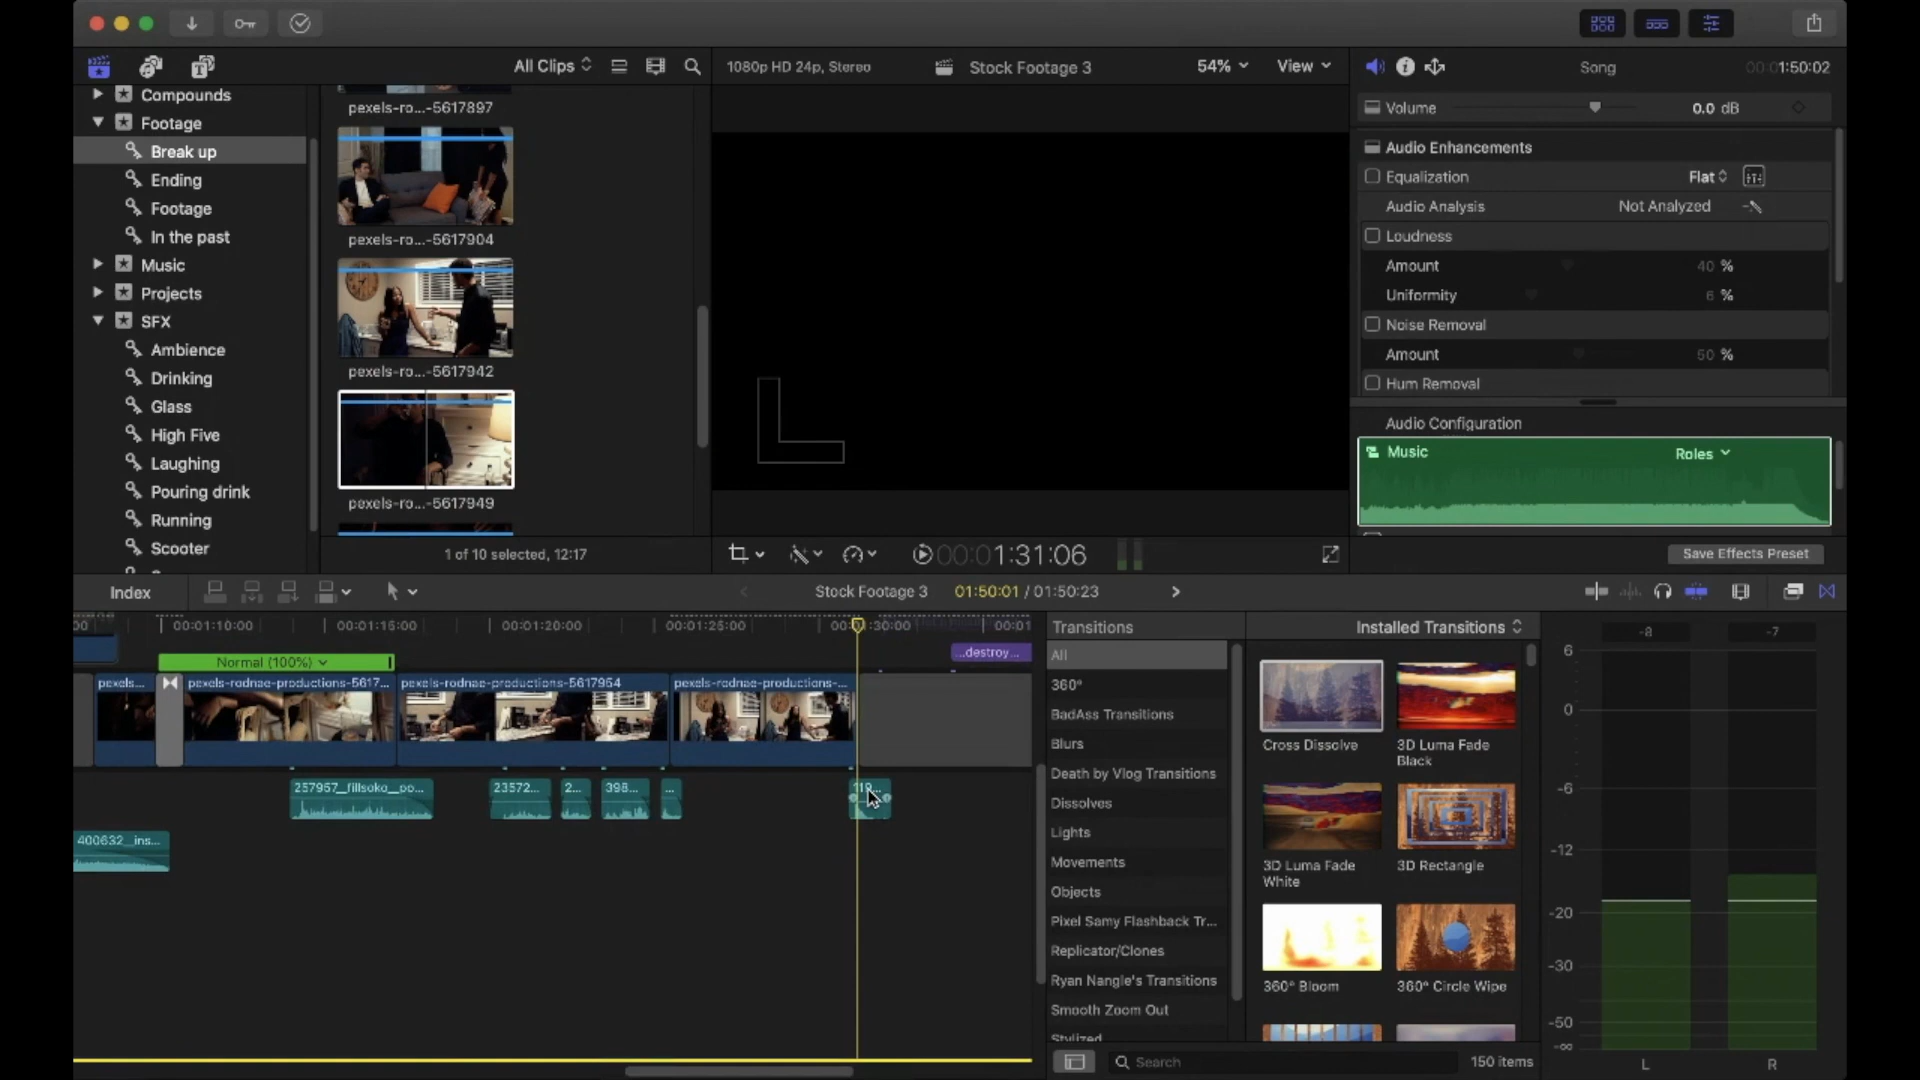 All Clips
1080p HD 24p, Stereo
Stock Footage 3
54%
View
Song
00:01:50:02
Compounds
Footage
Break up
Ending
Footage
In the past
Music
Projects
SFX
Ambience
Drinking
Glass
High Five
Laughing
Pouring drink
Running
Scooter
pexels-ro...-5617897
pexels-ro...-5617904
pexels-ro...-5617942
pexels-ro...-5617949
1 of 10 selected, 12:17
00:00:1:31:06
Volume
0.0 dB
Audio Enhancements
Equalization
Flat
Audio Analysis
Not Analyzed
Loudness
Amount
40 %
Uniformity
6 %
Noise Removal
Amount
50 %
Hum Removal
Audio Configuration
Music
Roles
Save Effects Preset
Index
Stock Footage 3
01:50:01 / 01:50:23
00
00:01:10:00
00:01:15:00
00:01:20:00
00:01:25:00
00:01:30:00
00:01
...destroy...
Normal (100%)
pexels...
pexels-rodnae-productions-5617...
pexels-rodnae-productions-5617954
pexels-rodnae-productions-...
257957_fillsoko_...
23572...
2...
398...
...
400632_ins...
Transitions
Installed Transitions
All
360°
BadAss Transitions
Blurs
Death by Vlog Transitions
Dissolves
Lights
Movements
Objects
Pixel Samy Flashback Tr...
Replicator/Clones
Ryan Nangle's Transitions
Smooth Zoom Out
Stylized
Cross Dissolve
3D Luma Fade Black
3D Luma Fade White
3D Rectangle
360° Bloom
360° Circle Wipe
Search
150 items
-8
-7
6
0
-6
-12
-20
-30
-50
-∞
L
R